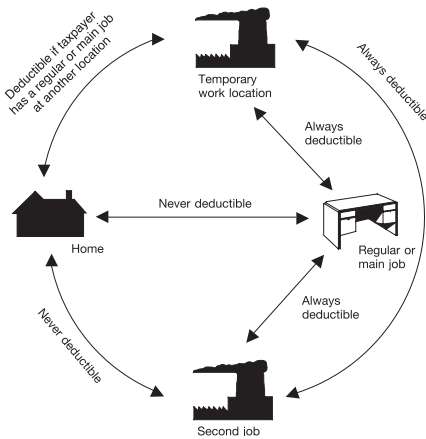 Deductible if taxpayer
has a regular or main job
at another location
Temporary
work location
Always deductible
Always
deductible
Never deductible
Home
Regular or
main job
Always
deductible
Never deductible
Second job